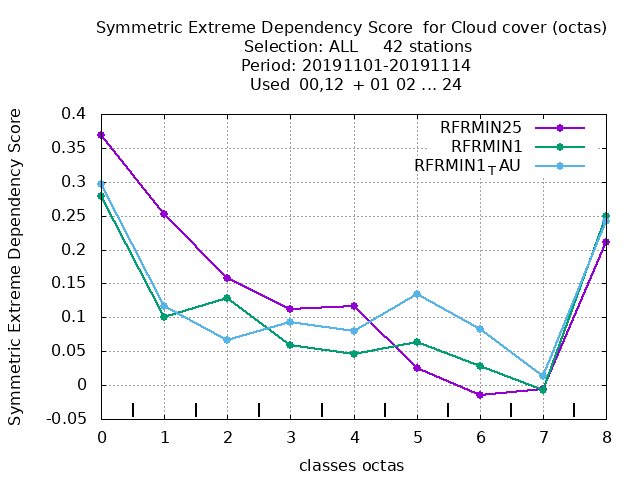 Symmetric Extreme Dependency Score  for Cloud cover (octas)
Selection: ALL     42 stations
Period: 20191101-20191114
Used  00,12  + 01 02 ... 24
Symmetric Extreme Dependency Score
0.4
0.35
0.3
0.25
0.2
0.15
0.1
0.05
0
-0.05
RFRMIN25
RFRMIN1
RFRMIN1TAU
0 1 2 3 4 5 6 7 8
classes octas